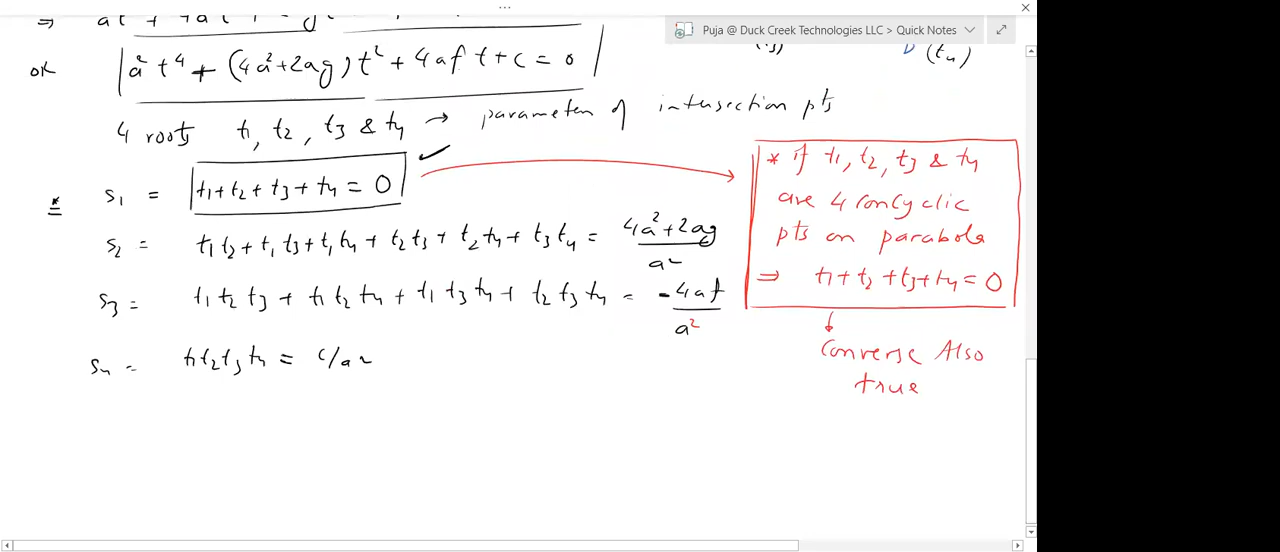 ...
Puja @ Duck Creek Technologies LLC > Quick Notes
or a²t⁴ + (4a²+2ag)t² + 4aft + c = 0
(t₄)
4 roots t₁, t₂, t₃ & t₄ → parameter of intersection pts
* S₁ = t₁+t₂+t₃+t₄ = 0 ✓
S₂ = t₁t₂+t₁t₃+t₁t₄+t₂t₃+t₂t₄+t₃t₄ = (4a²+2ag)/a²
S₃ = t₁t₂t₃ + t₁t₂t₄ + t₁t₃t₄ + t₂t₃t₄ = -4af/a²
S₄ = t₁t₂t₃t₄ = c/a²
* if t₁, t₂, t₃ & t₄
are 4 concyclic
pts on parabola
⇒ t₁+t₂+t₃+t₄ = 0
Converse Also
true